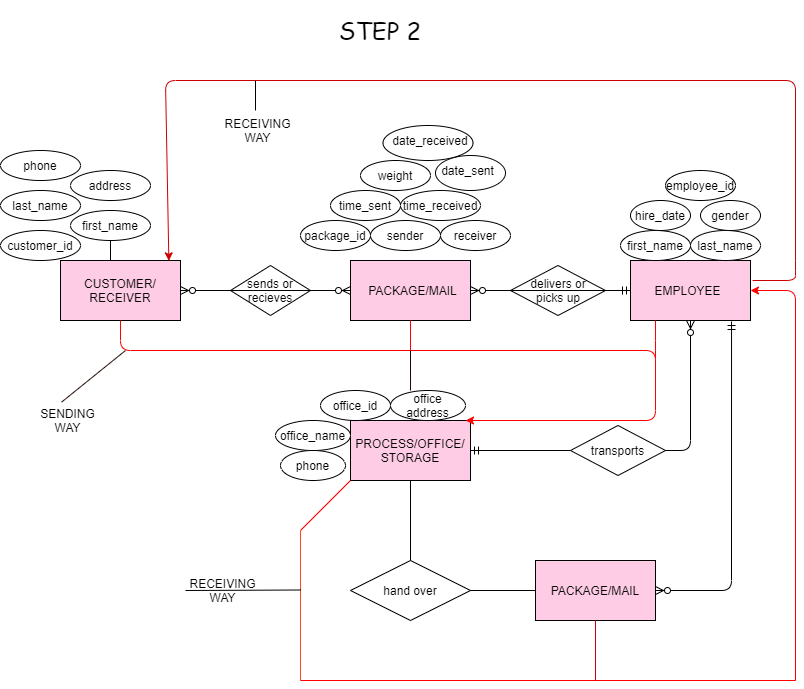 STEP 2
RECEIVING
WAY
date_received
phone
address
weight
date_sent
employee_id
last_name
time_sent
time_received
hire_date
gender
first_name
customer_id
package_id
sender
receiver
first_name
last_name
CUSTOMER/
RECEIVER
sends or
recieves
PACKAGE/MAIL
delivers or
picks up
EMPLOYEE
SENDING
WAY
office_id
office
address
office_name
phone
PROCESS/OFFICE/
STORAGE
transports
RECEIVING
WAY
hand over
PACKAGE/MAIL